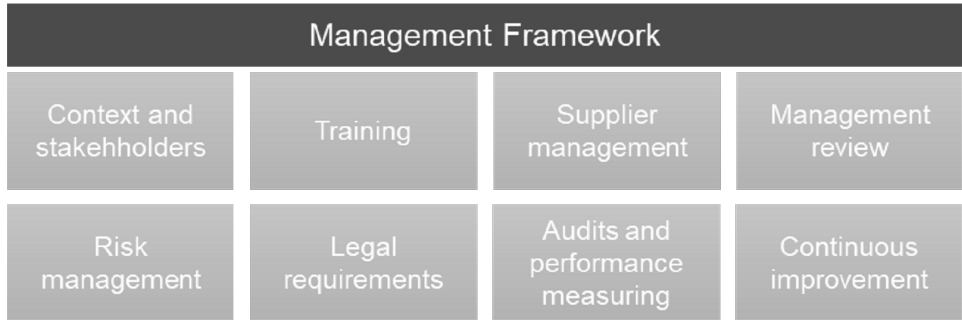 Management Framework
Context and
stakehholders
Training
Supplier
management
Management
review
Risk
management
Legal
requirements
Audits and
performance
measuring
Continuous
improvement